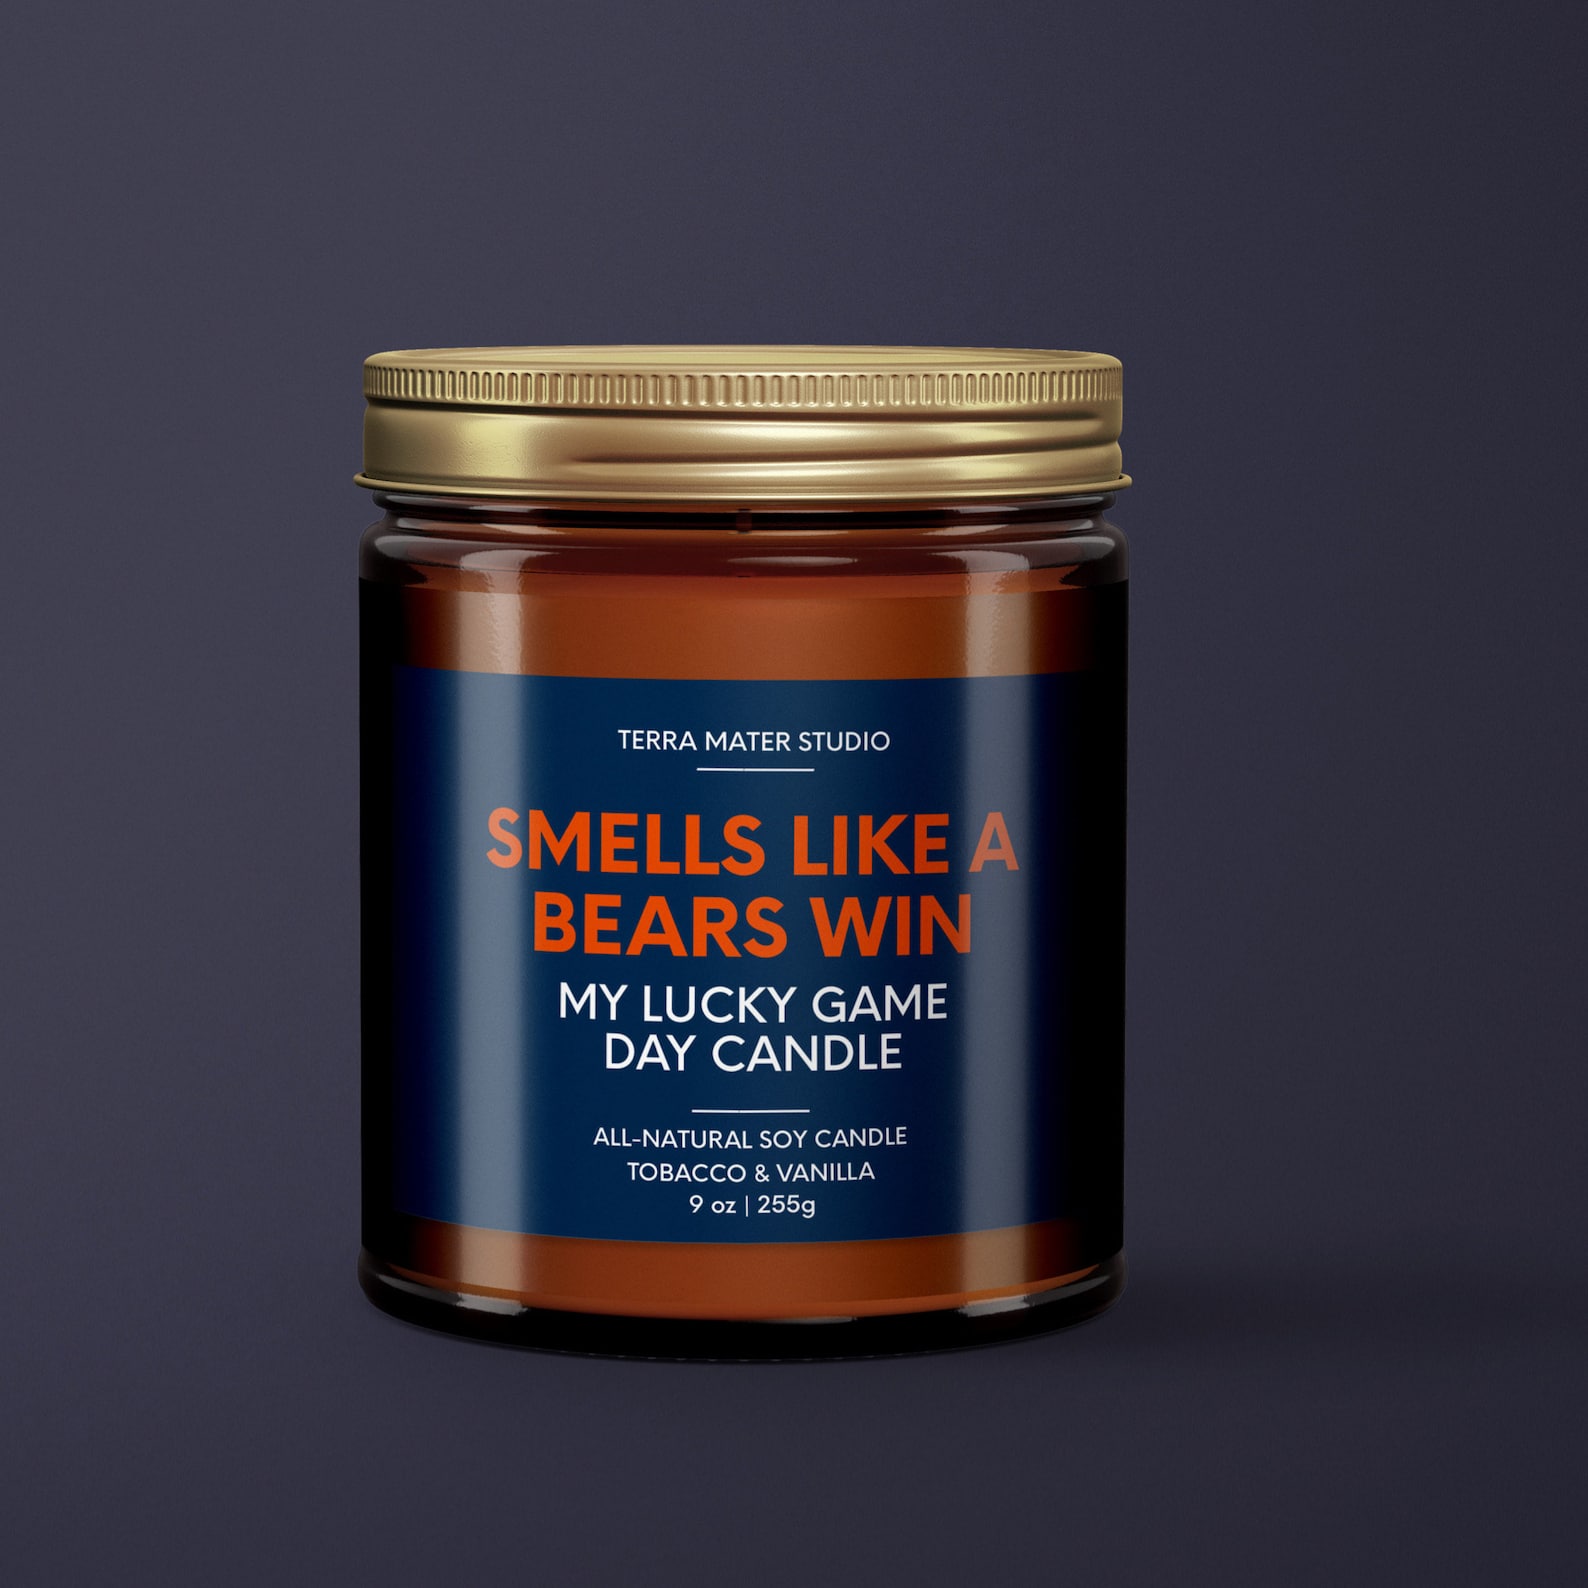 TERRA MATER STUDIO
SMELLS LIKE A
BEARS WIN
MY LUCKY GAME
DAY CANDLE
ALL-NATURAL SOY CANDLE
TOBACCO & VANILLA
9 oz | 255g